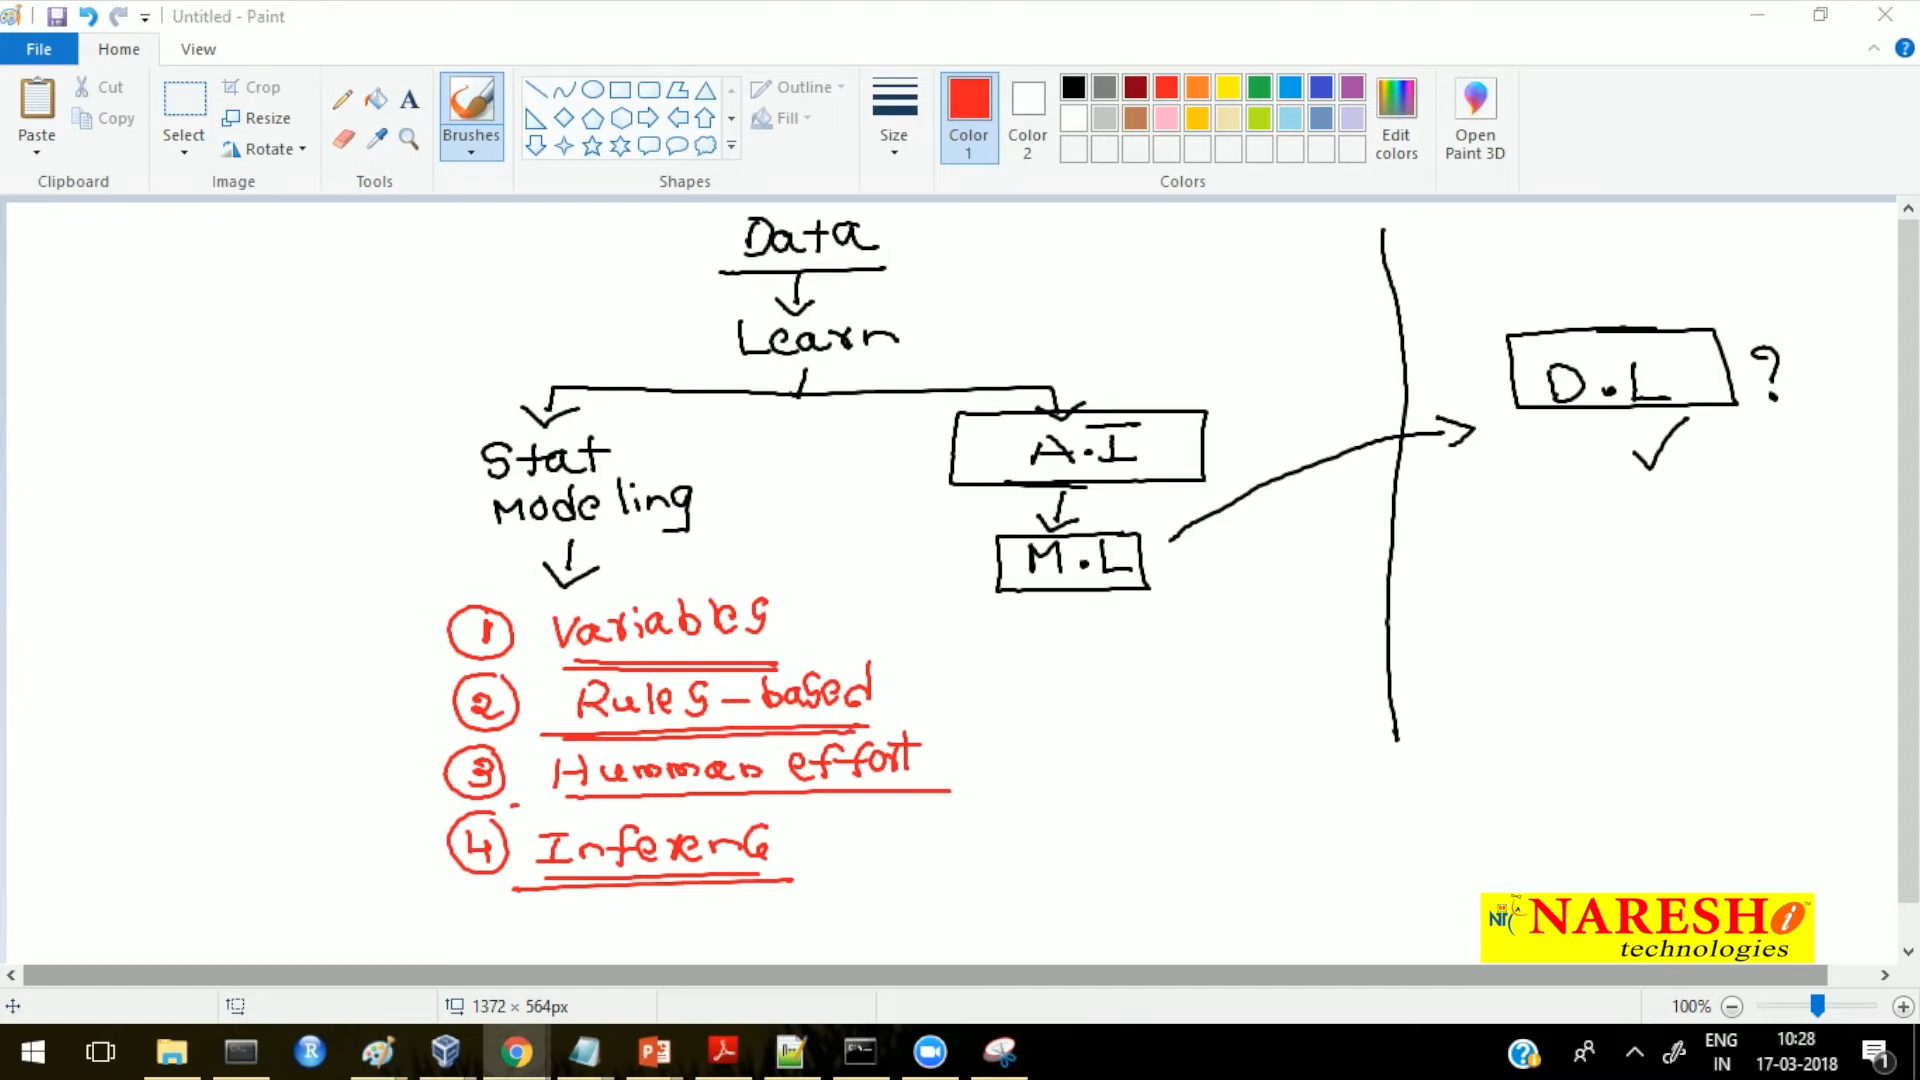 Untitled - Paint
File Home View
Paste
Cut
Copy
Clipboard
Select
Crop
Resize
Rotate
Image
A
Tools
Brushes
Outline
Fill
Shapes
Size
Color 1
Color 2
Edit colors
Colors
Open Paint 3D
Data
Learn
Stat
modeling
A.I
M.L
D.L ?
1 Variables
2 Rules-based
3 Humman effort
4 Inference
NARESH i
technologies
1372 × 564px
100%
ENG
IN
10:28
17-03-2018
1